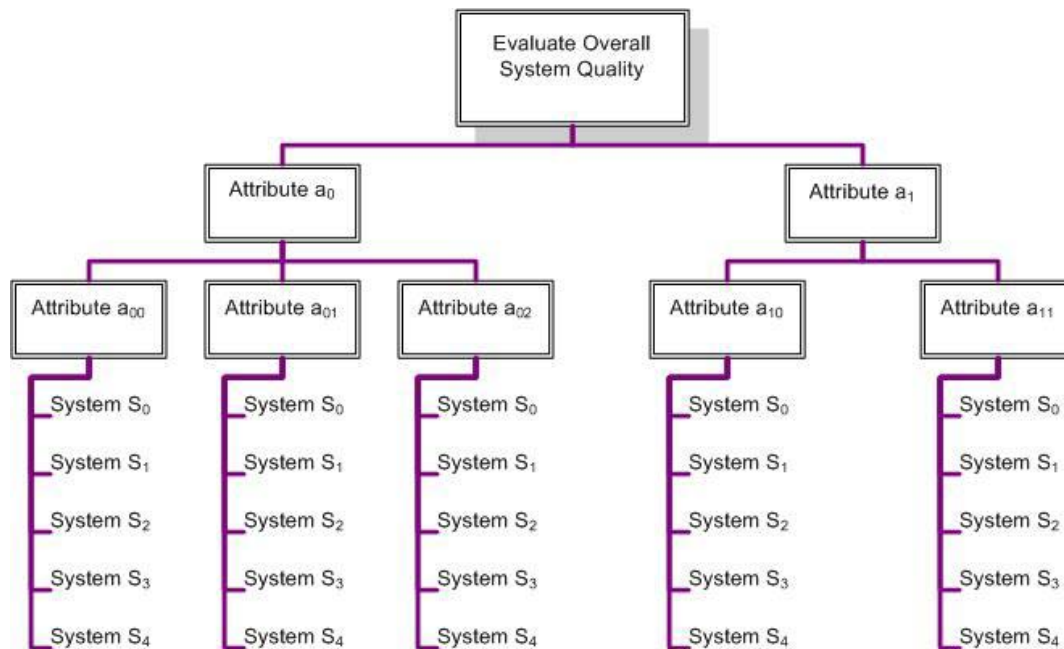 Evaluate Overall
System Quality
Attribute a₀
Attribute a₁
Attribute a₀₀
Attribute a₀₁
Attribute a₀₂
Attribute a₁₀
Attribute a₁₁
System S₀
System S₁
System S₂
System S₃
System S₄
System S₀
System S₁
System S₂
System S₃
System S₄
System S₀
System S₁
System S₂
System S₃
System S₄
System S₀
System S₁
System S₂
System S₃
System S₄
System S₀
System S₁
System S₂
System S₃
System S₄